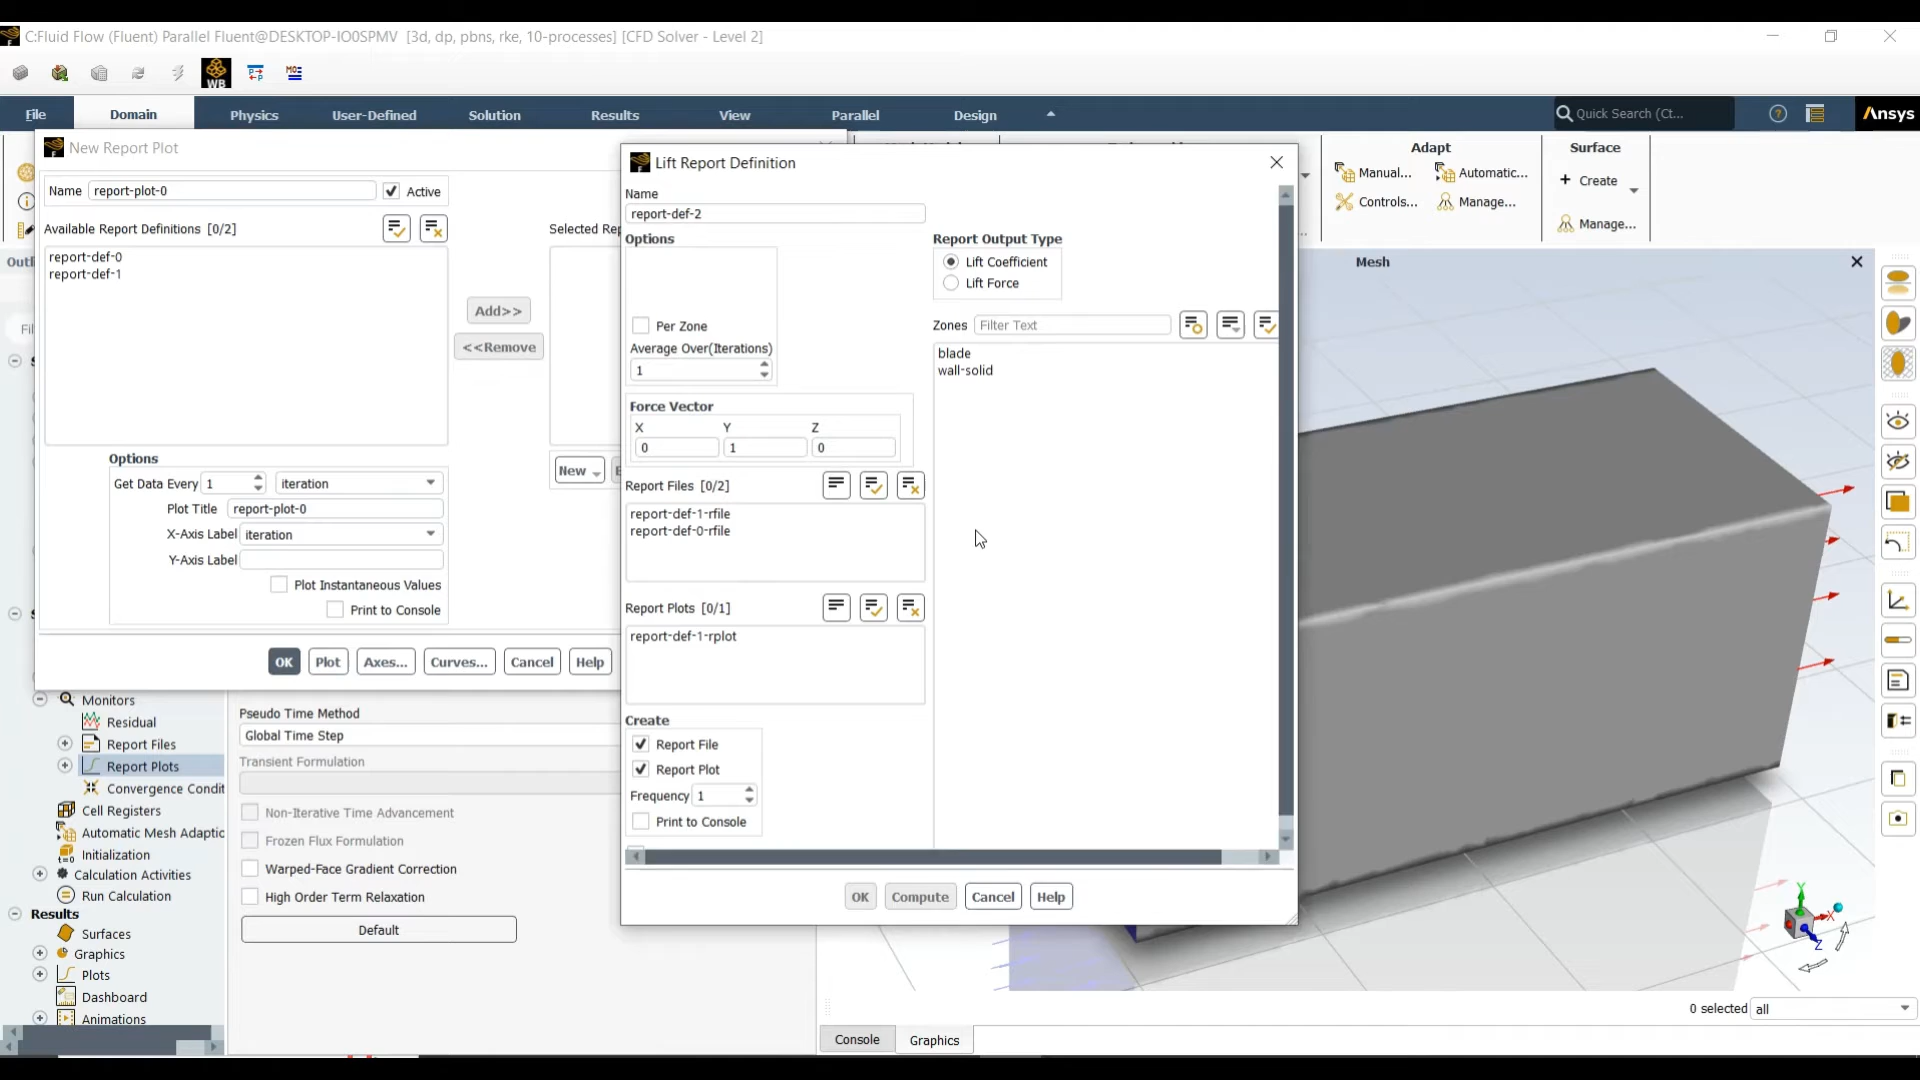 C:Fluid Flow (Fluent) Parallel Fluent@DESKTOP-IO0SPMV [3d, dp, pbns, rke, 10-processes] [CFD Solver - Level 2]
WB
File
Domain
Physics
User-Defined
Solution
Results
View
Parallel
Design
Quick Search (Ct...
Ansys
New Report Plot
Name
report-plot-0
Active
Available Report Definitions [0/2]
report-def-0
report-def-1
Add>>
<<Remove
Selected Rep
New
Options
Get Data Every
1
iteration
Plot Title
report-plot-0
X-Axis Label
iteration
Y-Axis Label
Plot Instantaneous Values
Print to Console
OK
Plot
Axes...
Curves...
Cancel
Help
Lift Report Definition
Name
report-def-2
Options
Per Zone
Average Over(Iterations)
1
Force Vector
X
Y
Z
0
1
0
Report Files [0/2]
report-def-1-rfile
report-def-0-rfile
Report Plots [0/1]
report-def-1-rplot
Create
Report File
Report Plot
Frequency
1
Print to Console
Report Output Type
Lift Coefficient
Lift Force
Zones
Filter Text
blade
wall-solid
OK
Compute
Cancel
Help
Adapt
Manual...
Automatic...
Controls...
Manage...
Surface
Create
Manage...
Mesh
Monitors
Residual
Report Files
Report Plots
Convergence Condit
Cell Registers
Automatic Mesh Adaptic
Initialization
Calculation Activities
Run Calculation
Results
Surfaces
Graphics
Plots
Dashboard
Animations
Pseudo Time Method
Global Time Step
Transient Formulation
Non-Iterative Time Advancement
Frozen Flux Formulation
Warped-Face Gradient Correction
High Order Term Relaxation
Default
Y
X
Z
0 selected
all
Console
Graphics